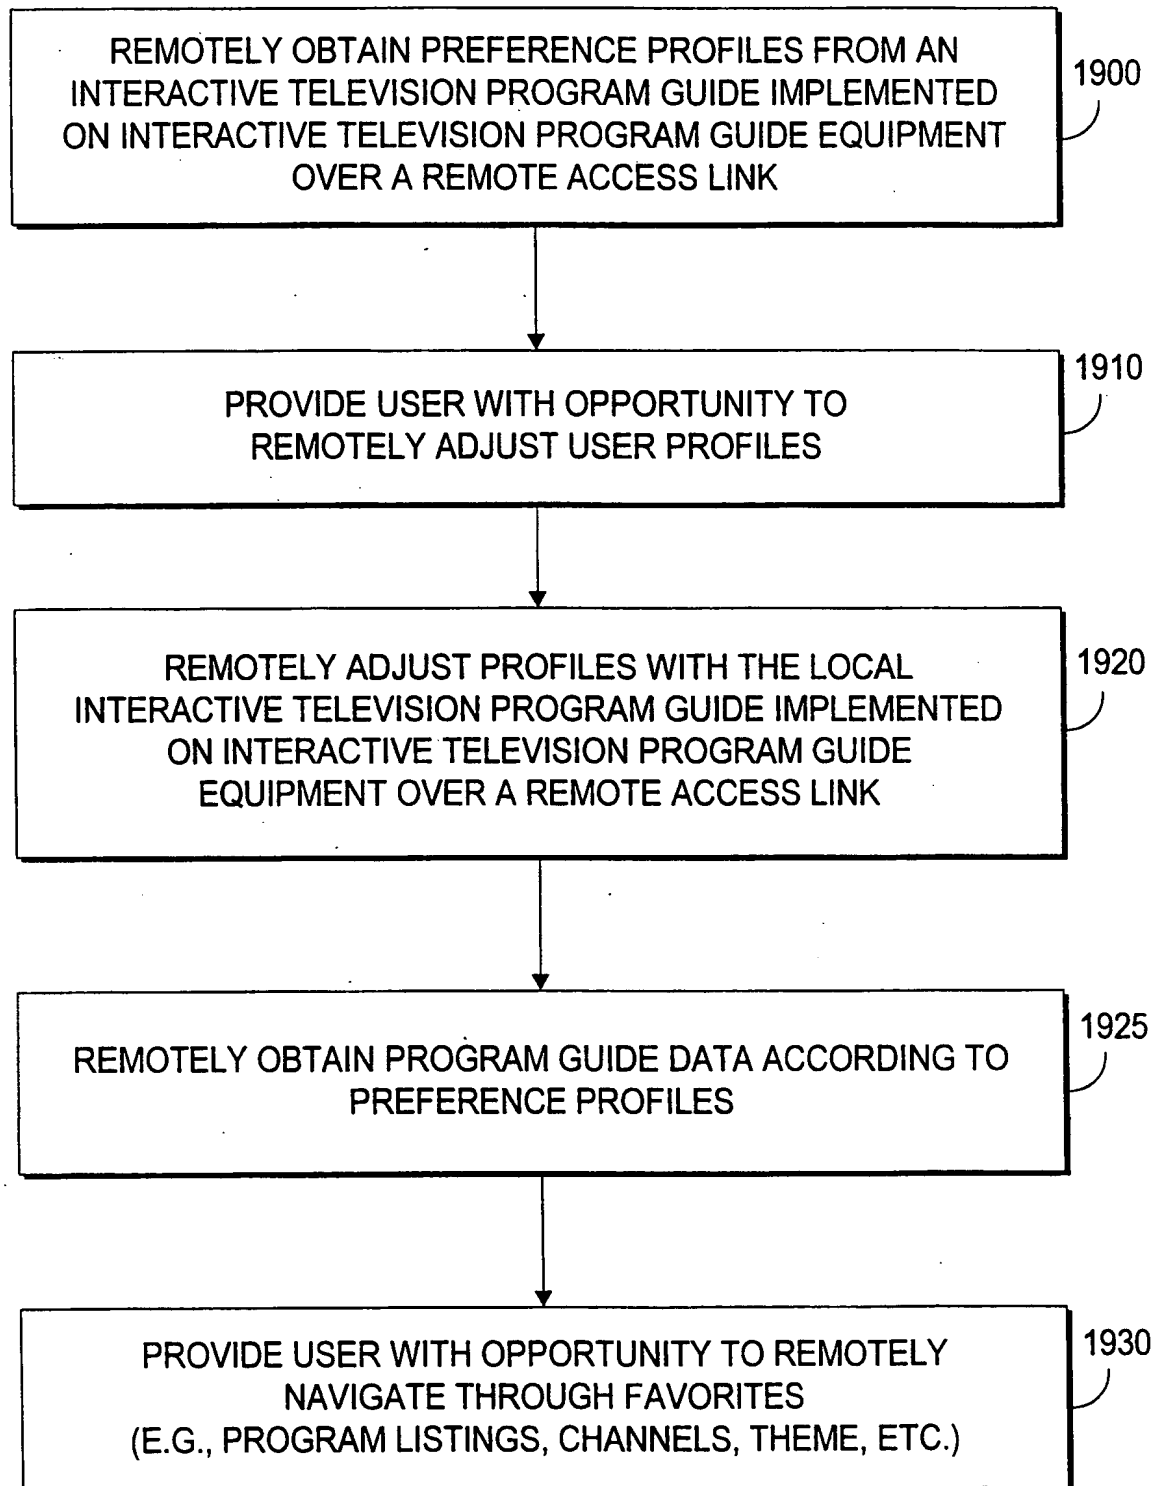 REMOTELY OBTAIN PREFERENCE PROFILES FROM AN
INTERACTIVE TELEVISION PROGRAM GUIDE IMPLEMENTED
ON INTERACTIVE TELEVISION PROGRAM GUIDE EQUIPMENT
OVER A REMOTE ACCESS LINK
1900
PROVIDE USER WITH OPPORTUNITY TO
REMOTELY ADJUST USER PROFILES
1910
REMOTELY ADJUST PROFILES WITH THE LOCAL
INTERACTIVE TELEVISION PROGRAM GUIDE IMPLEMENTED
ON INTERACTIVE TELEVISION PROGRAM GUIDE
EQUIPMENT OVER A REMOTE ACCESS LINK
1920
REMOTELY OBTAIN PROGRAM GUIDE DATA ACCORDING TO
PREFERENCE PROFILES
1925
PROVIDE USER WITH OPPORTUNITY TO REMOTELY
NAVIGATE THROUGH FAVORITES
(E.G., PROGRAM LISTINGS, CHANNELS, THEME, ETC.)
1930